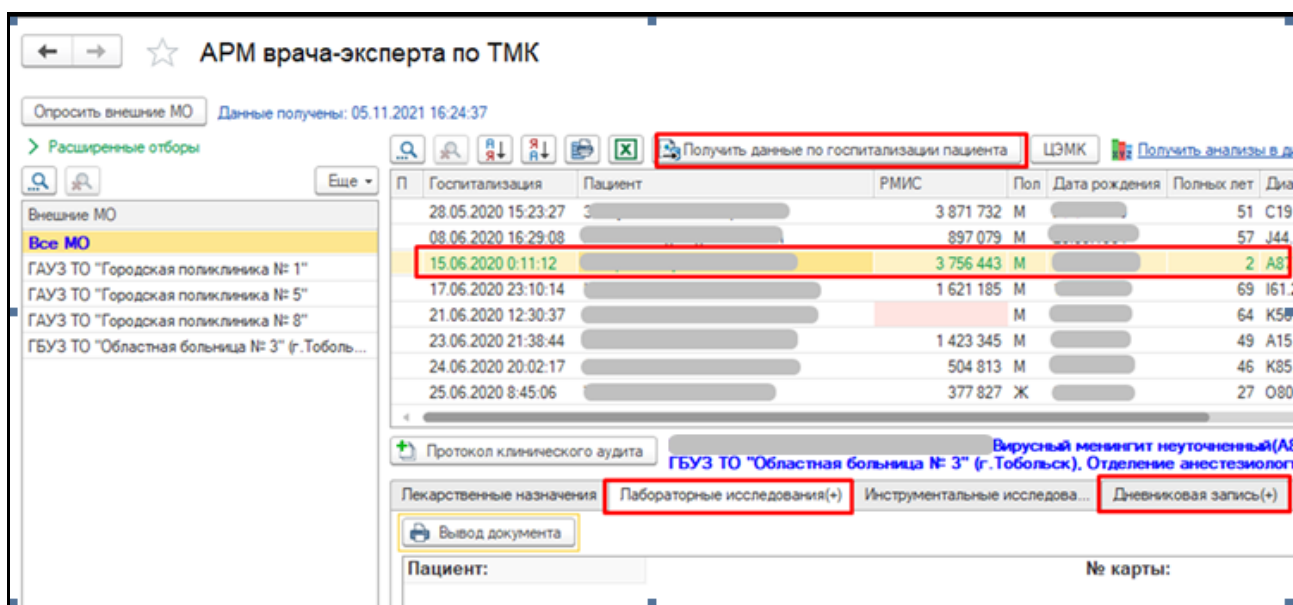 АРМ врача-эксперта по ТМК
Опросить внешние МО Данные получены: 05.11.2021 16:24:37
Расширенные отборы
Получить данные по госпитализации пациента ЦЭМК Получить анализы в
Еще
Внешние МО
Все МО
ГАУЗ ТО "Городская поликлиника № 1"
ГАУЗ ТО "Городская поликлиника № 5"
ГАУЗ ТО "Городская поликлиника № 8"
ГБУЗ ТО "Областная больница № 3" (г.Тоболь...
П Госпитализация Пациент РМИС Пол Дата рождения Полных лет Диа
28.05.2020 15:23:27 3 871 732 М 51 C19
08.06.2020 16:29:08 897 079 М 57 J44.
15.06.2020 0:11:12 3 756 443 М 2 A87
17.06.2020 23:10:14 1 621 185 М 69 I61.2
21.06.2020 12:30:37 М 64 K56
23.06.2020 21:38:44 1 423 345 М 49 A15
24.06.2020 20:02:17 504 813 М 46 K85
25.06.2020 8:45:06 377 827 Ж 27 O80
Протокол клинического аудита
Вирусный менингит неуточненный(A8
ГБУЗ ТО "Областная больница № 3" (г.Тобольск), Отделение анестезиолог
Лекарственные назначения Лабораторные исследования(+) Инструментальные исследова... Дневниковая запись(+)
Вывод документа
Пациент: № карты: